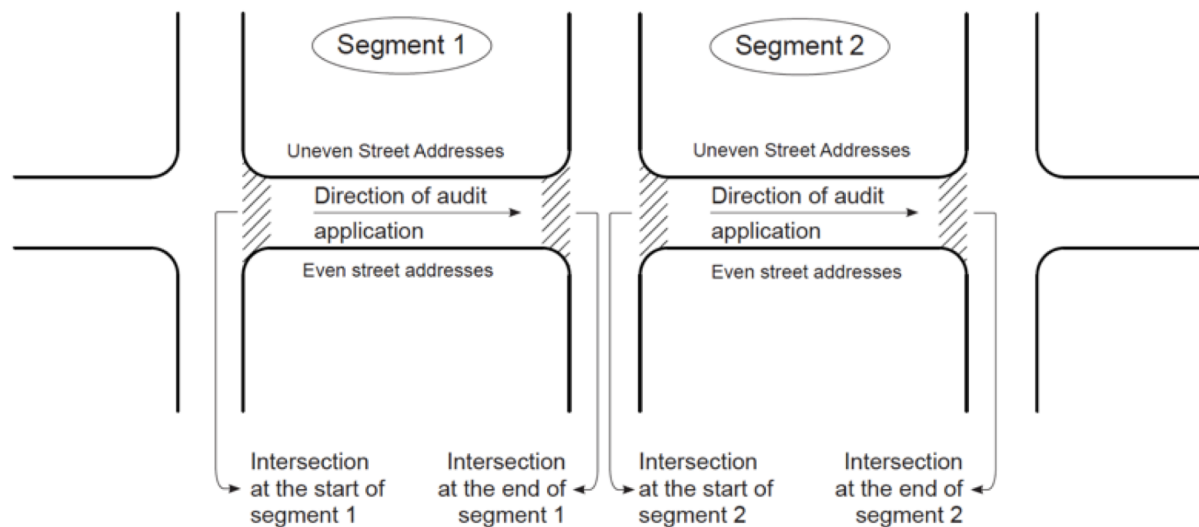 Segment 1
Segment 2
Uneven Street Addresses
Uneven Street Addresses
Direction of audit
application
Direction of audit
application
Even street addresses
Even street addresses
Intersection
at the start of
segment 1
Intersection
at the end of
segment 1
Intersection
at the start of
segment 2
Intersection
at the end of
segment 2